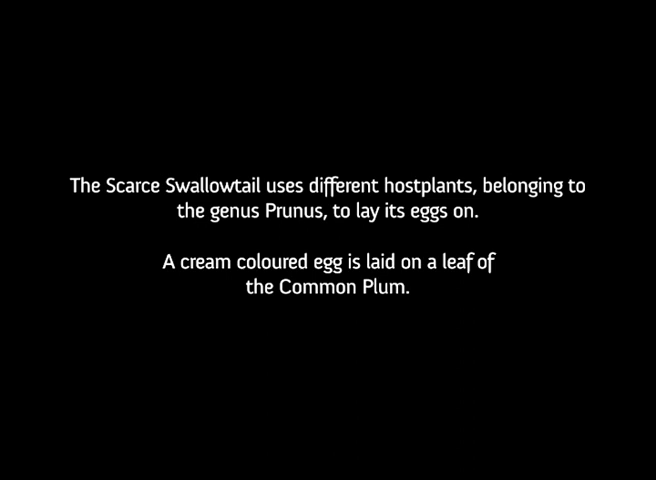 The Scarce Swallowtail uses different hostplants, belonging to
the genus Prunus, to lay its eggs on.
A cream coloured egg is laid on a leaf of
the Common Plum.